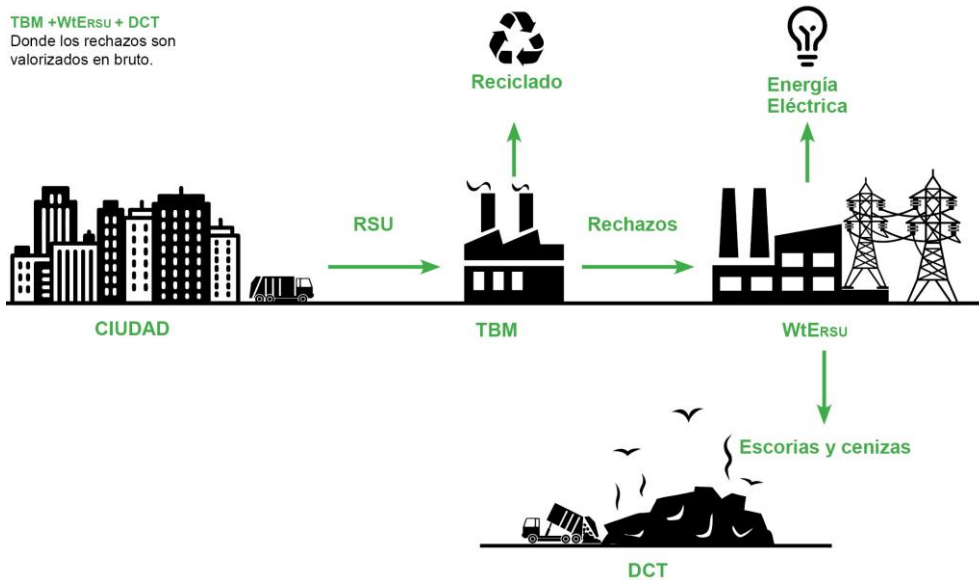 TBM +WtERSU + DCT
Donde los rechazos son
valorizados en bruto.
Reciclado
Energía
Eléctrica
RSU
Rechazos
CIUDAD
TBM
WtERSU
Escorias y cenizas
DCT